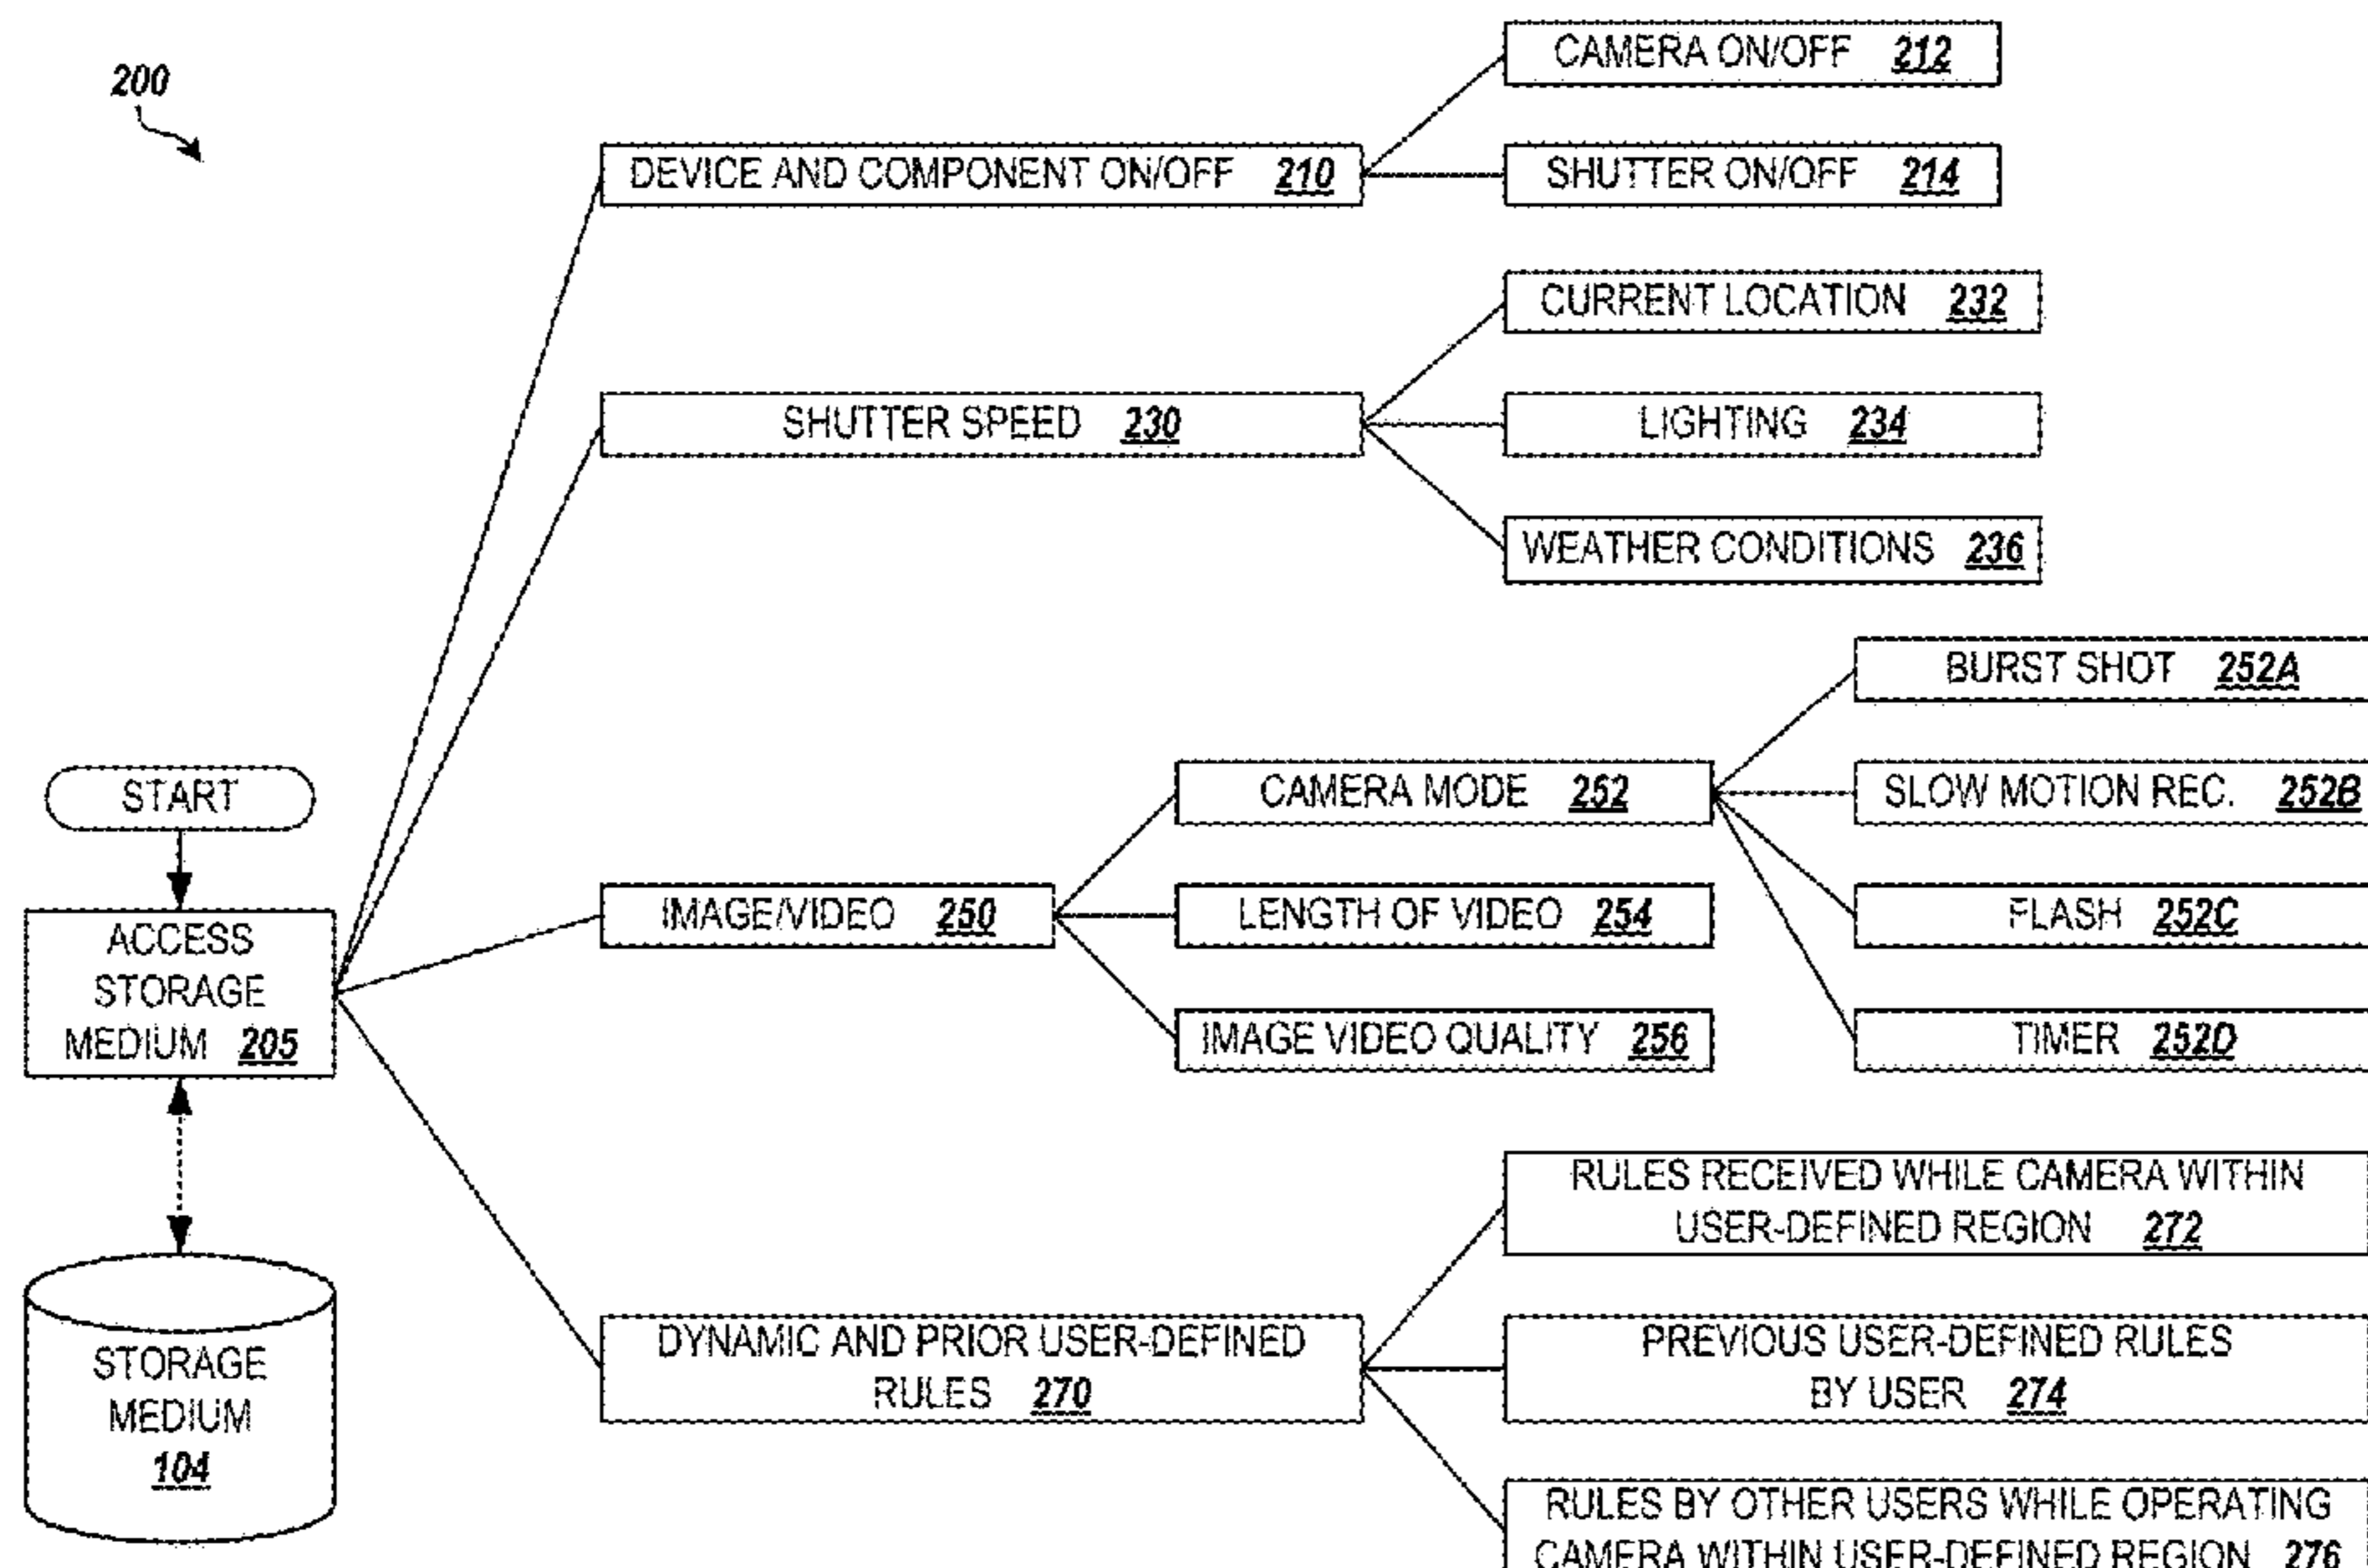 200
CAMERA ON/OFF 212
DEVICE AND COMPONENT ON/OFF 210
SHUTTER ON/OFF 214
CURRENT LOCATION 232
SHUTTER SPEED 230
LIGHTING 234
WEATHER CONDITIONS 236
BURST SHOT 252A
START
CAMERA MODE 252
SLOW MOTION REC. 252B
IMAGE/VIDEO 250
LENGTH OF VIDEO 254
FLASH 252C
ACCESS
STORAGE
MEDIUM 205
IMAGE VIDEO QUALITY 256
TIMER 252D
RULES RECEIVED WHILE CAMERA WITHIN
USER-DEFINED REGION 272
DYNAMIC AND PRIOR USER-DEFINED
RULES 270
PREVIOUS USER-DEFINED RULES
BY USER 274
STORAGE
MEDIUM
104
RULES BY OTHER USERS WHILE OPERATING
CAMERA WITHIN USER-DEFINED REGION 276